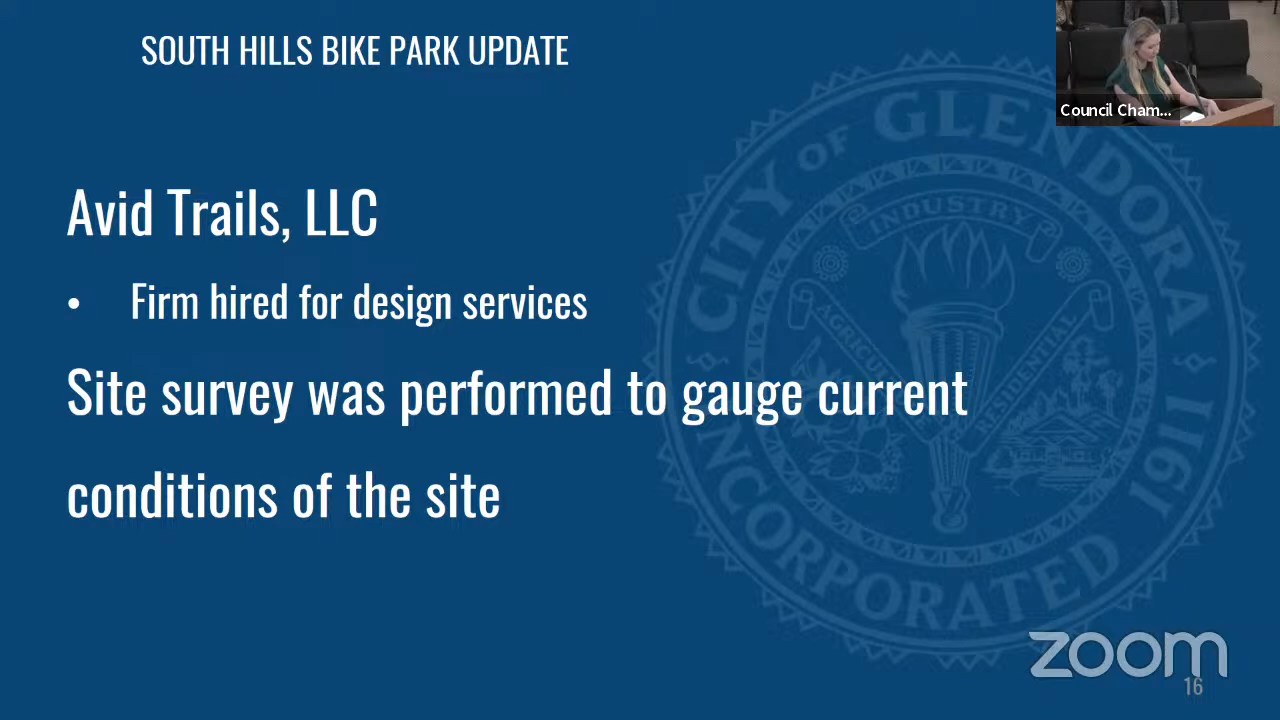 SOUTH HILLS BIKE PARK UPDATE
Council Cham...
Avid Trails, LLC
• Firm hired for design services
Site survey was performed to gauge current
conditions of the site
CITY OF GLENDORA
INDUSTRY
AGRICU
RESIDENTIAL
INCORPORATED 1911
zoom
16